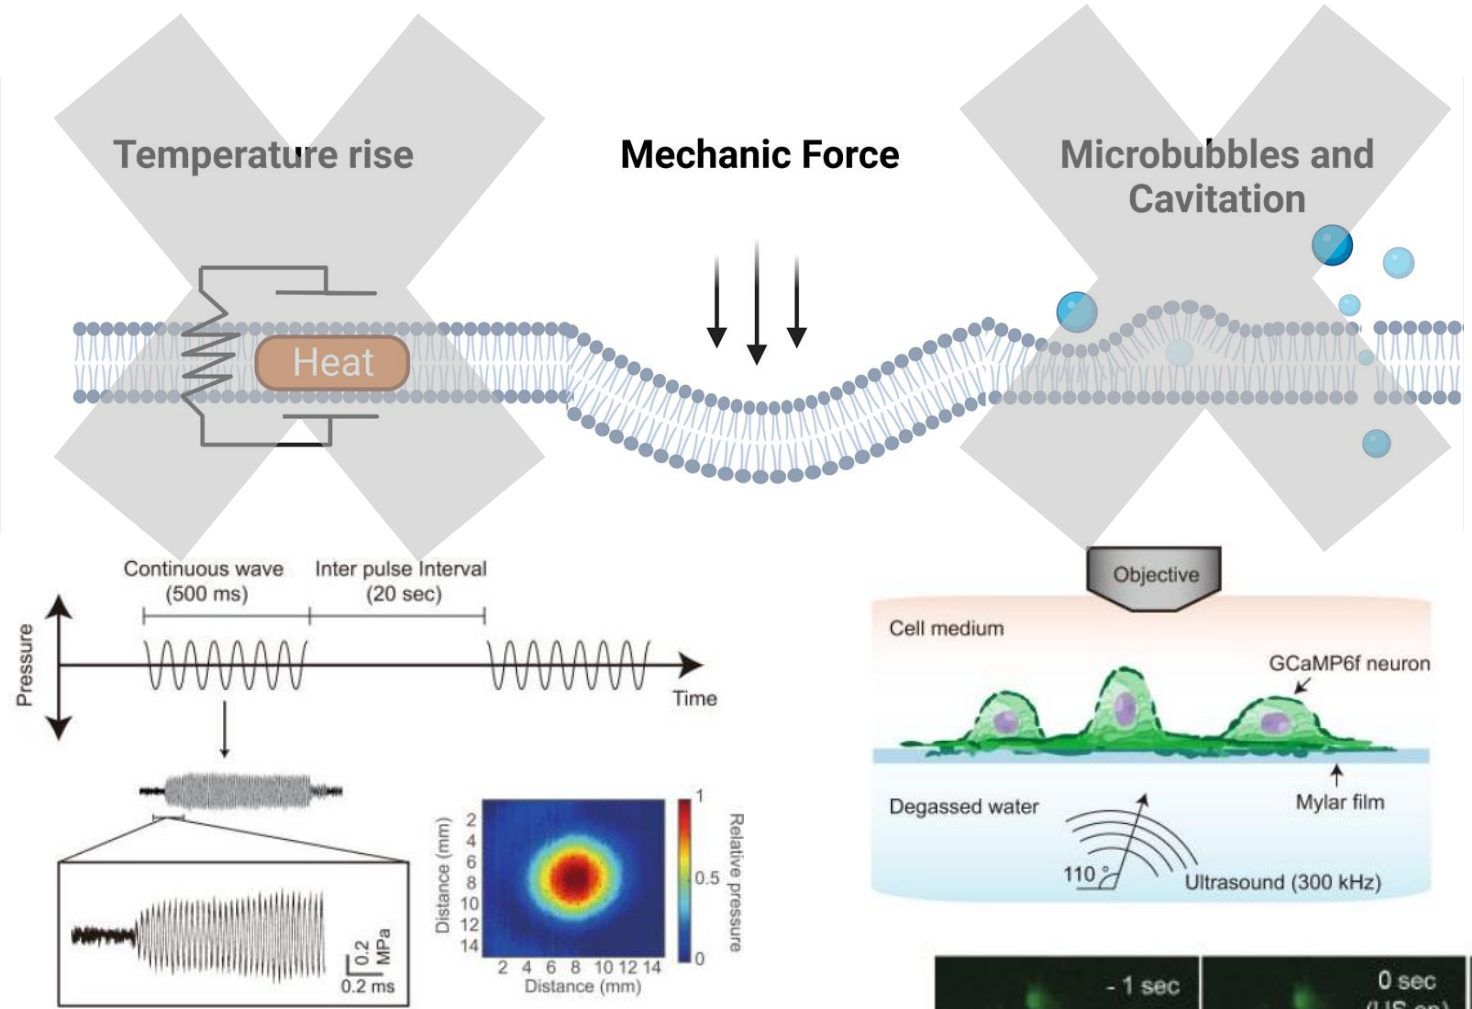 Temperature rise
Mechanic Force
Microbubbles and
Cavitation
Heat
Continuous wave
(500 ms)
Inter pulse Interval
(20 sec)
Pressure
Time
0.2
MPa
0.2 ms
Distance (mm)
2
4
6
8
10
12
14
2 4 6 8 10 12 14
Distance (mm)
1
0.5
0
Relative pressure
Objective
Cell medium
GCaMP6f neuron
Mylar film
Degassed water
110 °
Ultrasound (300 kHz)
- 1 sec
0 sec
(US on)